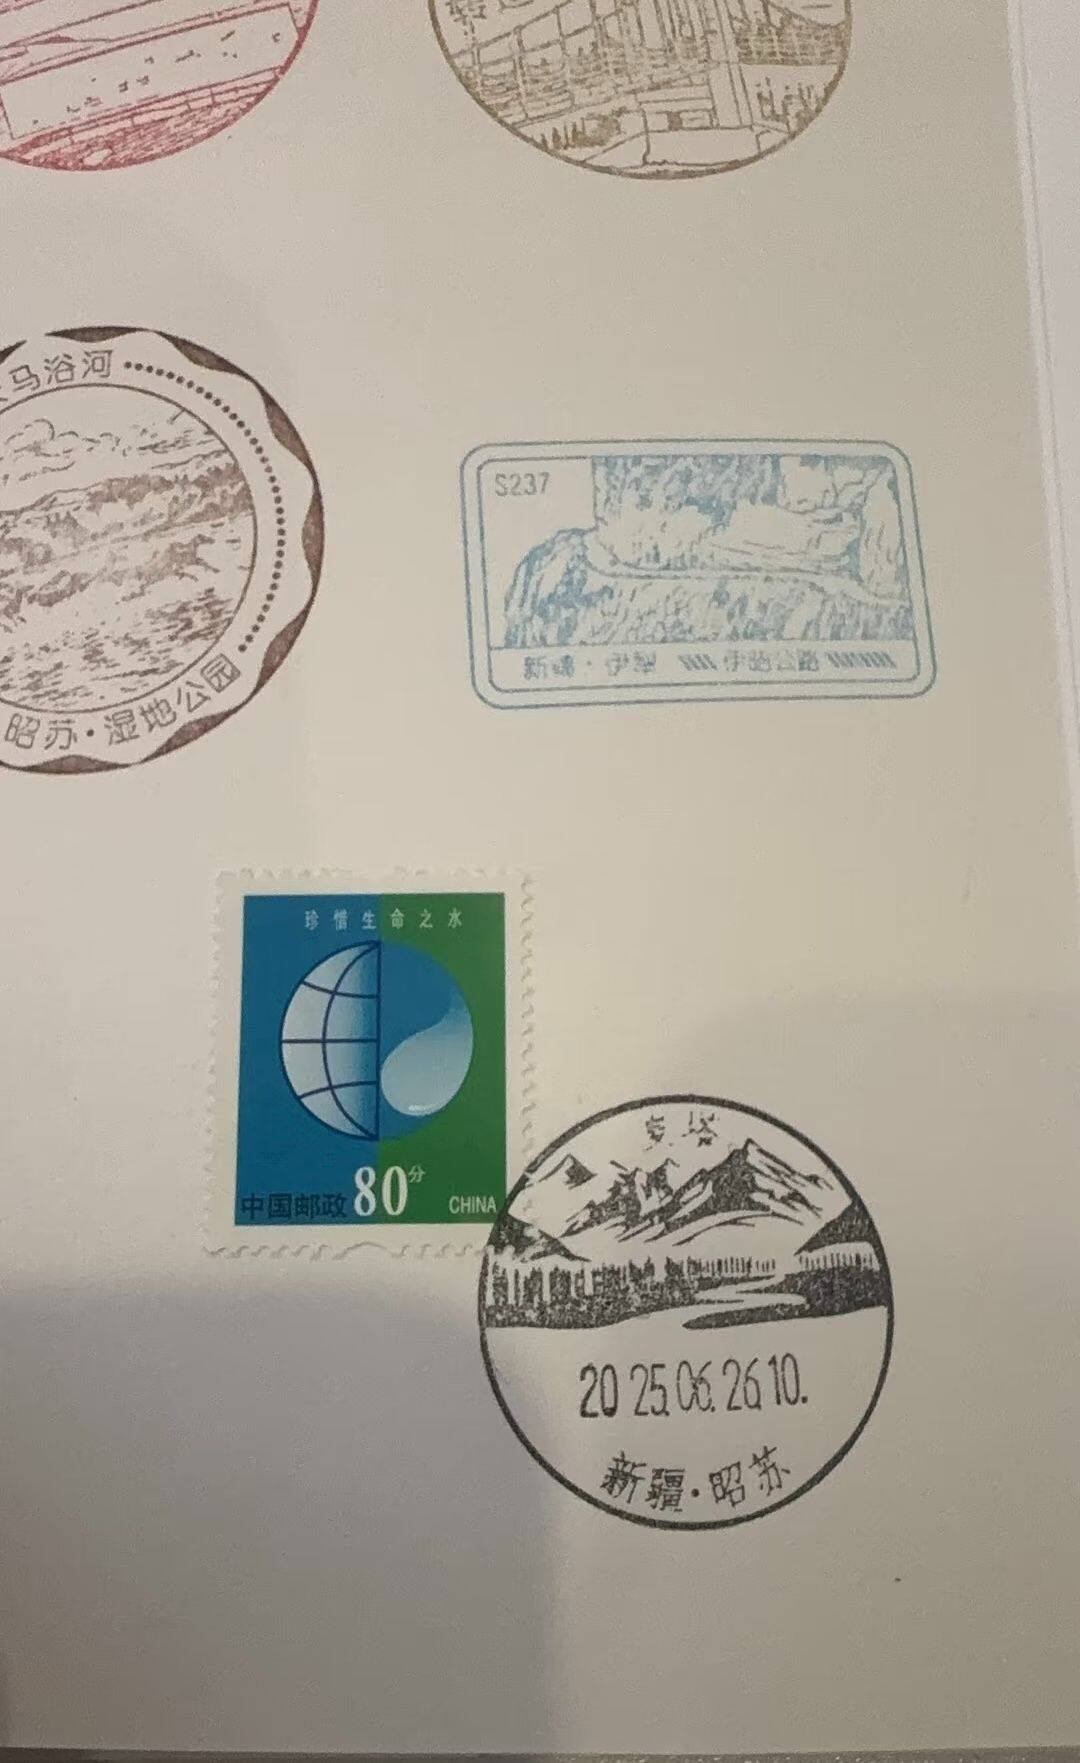 马浴河
昭苏·湿地公园
S237
新疆·伊犁 伊昭公路
珍惜生命之水
中国邮政 80分 CHINA
夏塔
2025.06.26.10.
新疆·昭苏